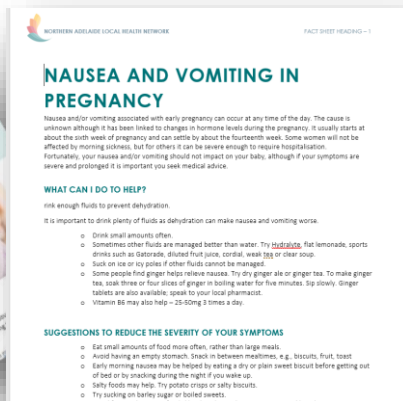 NORTHERN ADELAIDE LOCAL HEALTH NETWORK
FACT SHEET HEADING – 1
NAUSEA AND VOMITING IN
PREGNANCY
Nausea and/or vomiting associated with early pregnancy can occur at any time of the day. The cause is
unknown although it has been linked to changes in hormone levels during the pregnancy. It usually starts at
about the sixth week of pregnancy and can settle by about the fourteenth week. Some women will not be
affected by morning sickness, but for others it can be severe enough to require hospitalisation.
Fortunately, your nausea and/or vomiting should not impact on your baby, although if your symptoms are
severe and prolonged it is important you seek medical advice.
WHAT CAN I DO TO HELP?
rink enough fluids to prevent dehydration.
It is important to drink plenty of fluids as dehydration can make nausea and vomiting worse.
o Drink small amounts often.
o Sometimes other fluids are managed better than water. Try Hydralyte, flat lemonade, sports
drinks such as Gatorade, diluted fruit juice, cordial, weak tea or clear soup.
o Suck on ice or icy poles if other fluids cannot be managed.
o Some people find ginger helps relieve nausea. Try dry ginger ale or ginger tea. To make ginger
tea, soak three or four slices of ginger in boiling water for five minutes. Sip slowly. Ginger
tablets are also available; speak to your local pharmacist.
o Vitamin B6 may also help – 25-50mg 3 times a day.
SUGGESTIONS TO REDUCE THE SEVERITY OF YOUR SYMPTOMS
o Eat small amounts of food more often, rather than large meals.
o Avoid having an empty stomach. Snack in between mealtimes, e.g., biscuits, fruit, toast
o Early morning nausea may be helped by eating a dry or plain sweet biscuit before getting out
of bed or by snacking during the night if you wake up.
o Salty foods may help. Try potato crisps or salty biscuits.
o Try sucking on barley sugar or boiled sweets.